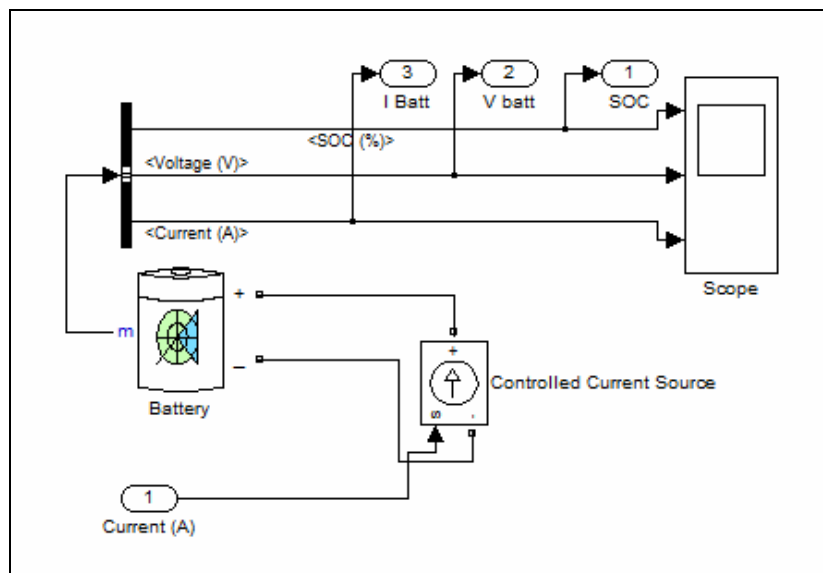 3
I Batt
2
V batt
1
SOC
<SOC (%)>
<Voltage (V)>
<Current (A)>
Scope
+
m
_
Battery
+
s
-
Controlled Current Source
1
Current (A)